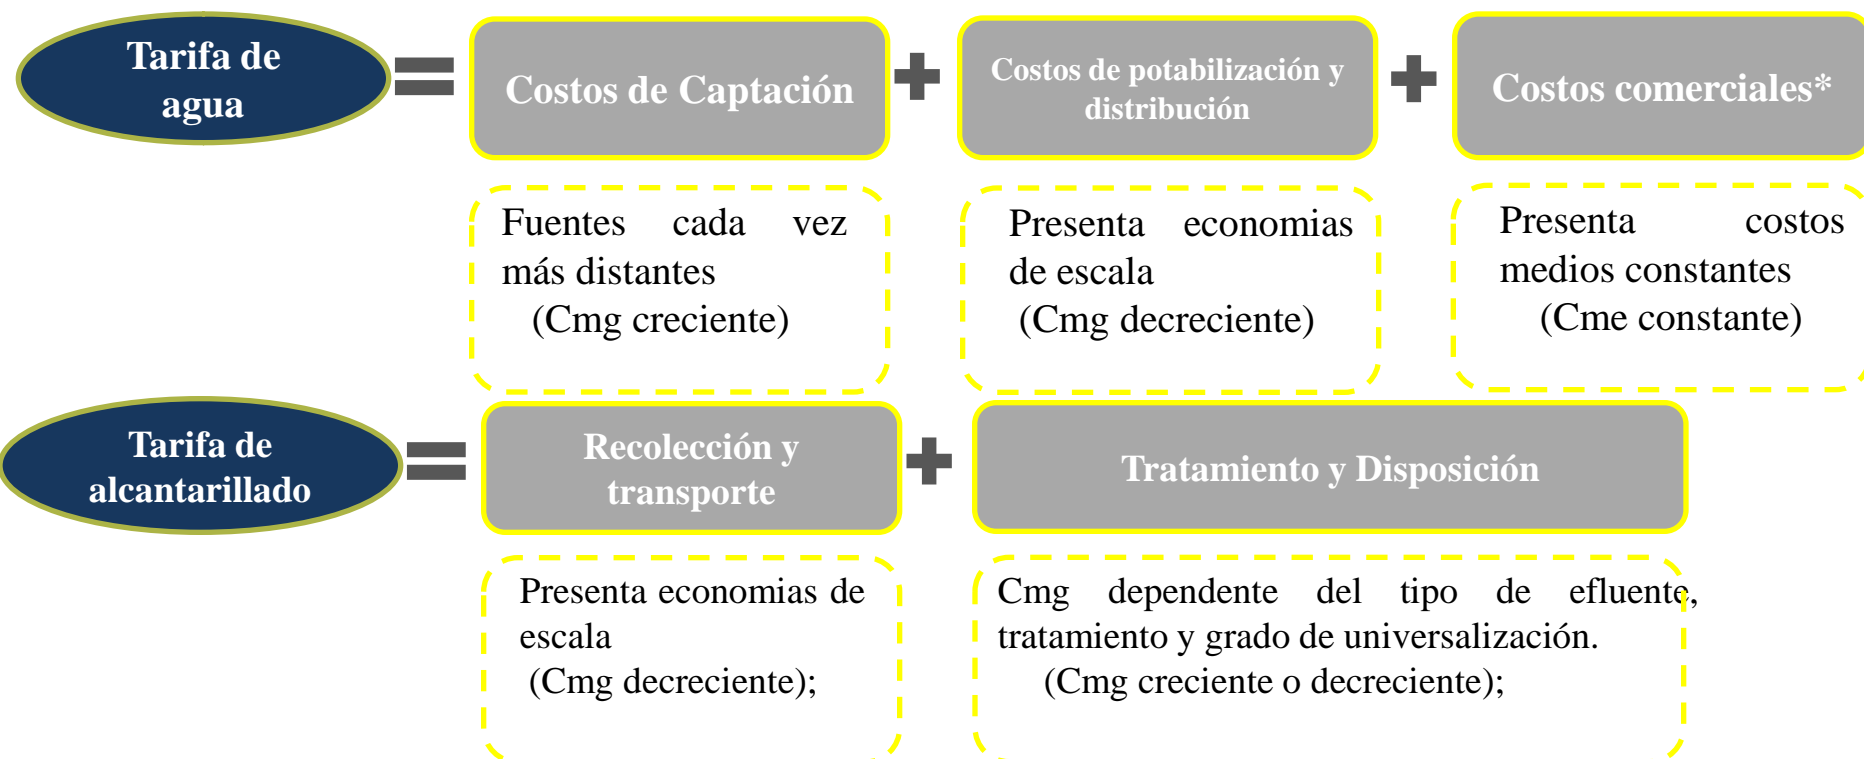 Tarifa de
agua
Costos de Captación
Costos de potabilización y
distribución
Costos comerciales*
Fuentes cada vez
más distantes
(Cmg creciente)
Presenta economias
de escala
(Cmg decreciente)
Presenta costos
medios constantes
(Cme constante)
Tarifa de
alcantarillado
Recolección y
transporte
Tratamiento y Disposición
Presenta economias de
escala
(Cmg decreciente);
Cmg dependente del tipo de efluente,
tratamiento y grado de universalización.
(Cmg creciente o decreciente);